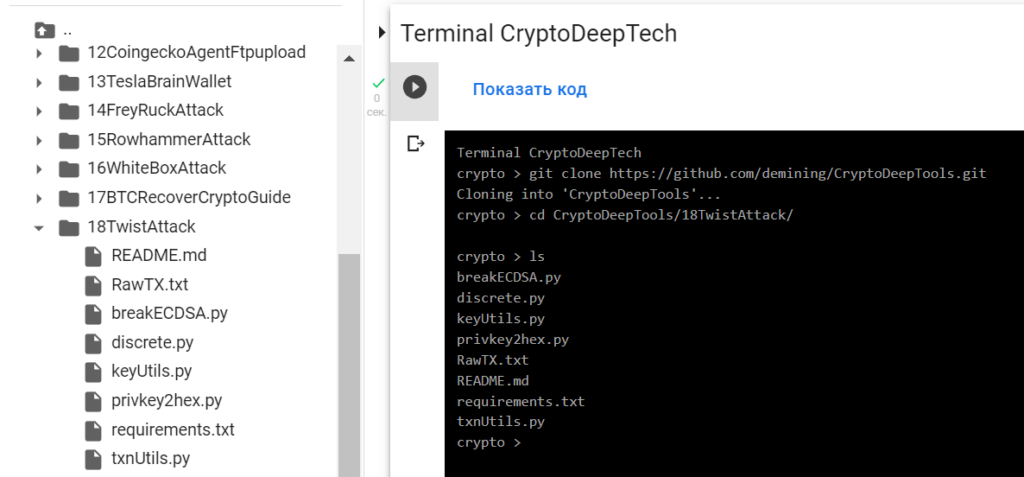 ..
12CoingeckoAgentFtpupload
13TeslaBrainWallet
14FreyRuckAttack
15RowhammerAttack
16WhiteBoxAttack
17BTCRecoverCryptoGuide
18TwistAttack
README.md
RawTX.txt
breakECDSA.py
discrete.py
keyUtils.py
privkey2hex.py
requirements.txt
txnUtils.py
Terminal CryptoDeepTech
0
сек.
Показать код
Terminal CryptoDeepTech
crypto > git clone https://github.com/demining/CryptoDeepTools.git
Cloning into 'CryptoDeepTools'...
crypto > cd CryptoDeepTools/18TwistAttack/
crypto > ls
breakECDSA.py
discrete.py
keyUtils.py
privkey2hex.py
RawTX.txt
README.md
requirements.txt
txnUtils.py
crypto >